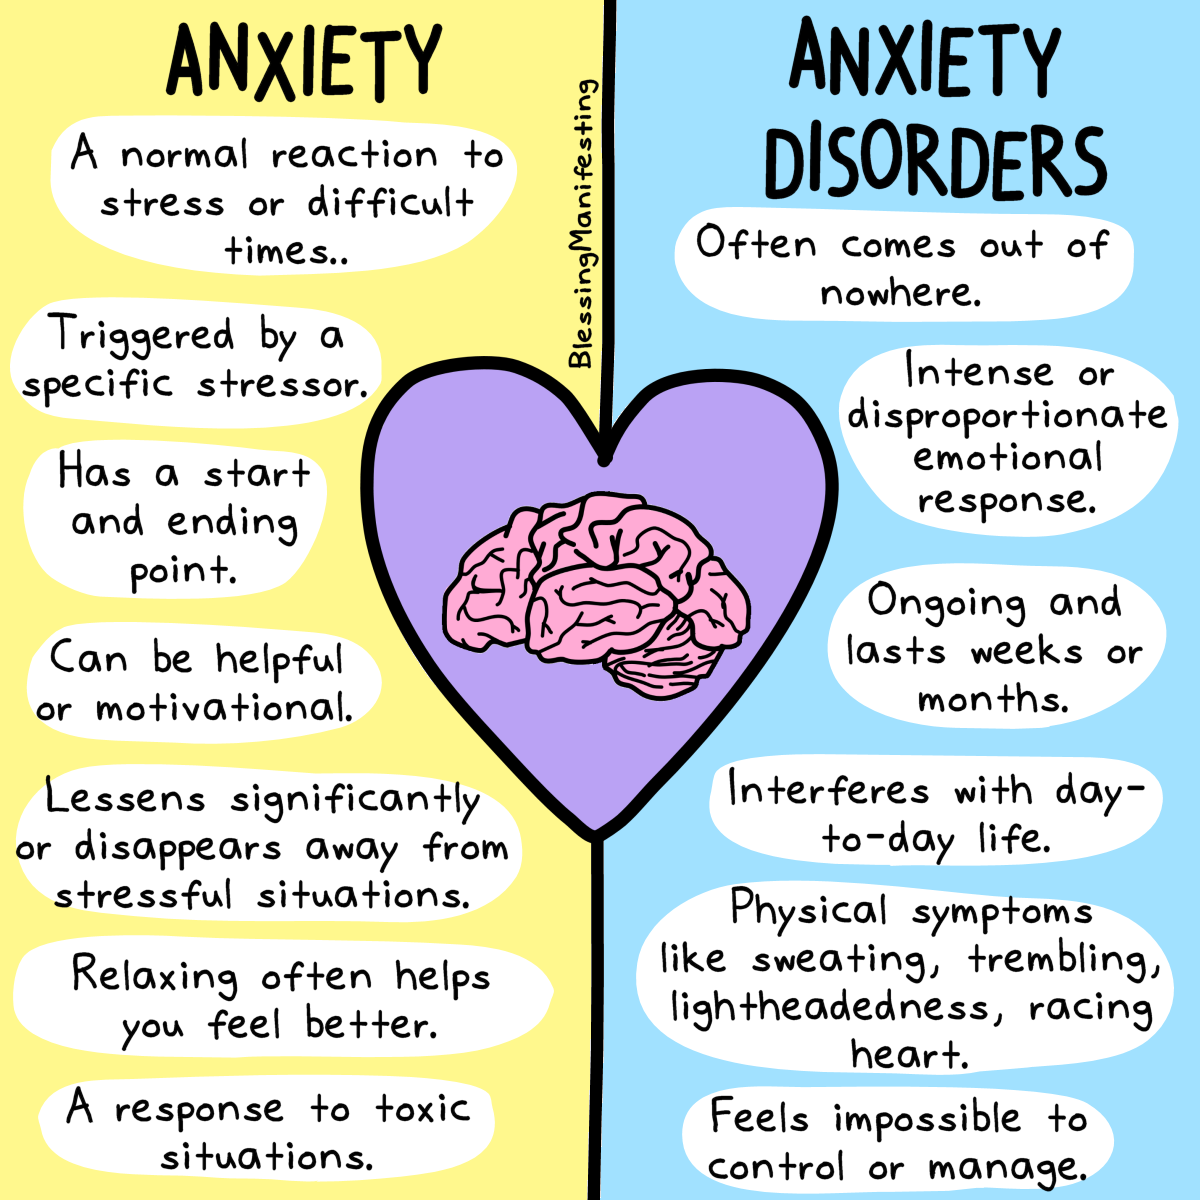 ANXIETY
A normal reaction to
stress or difficult
times..
Triggered by a
specific stressor.
Has a start
and ending
point.
Can be helpful
or motivational.
Lessens significantly
or disappears away from
stressful situations.
Relaxing often helps
you feel better.
A response to toxic
situations.
BlessingManifesting
ANXIETY
DISORDERS
Often comes out of
nowhere.
Intense or
disproportionate
emotional
response.
Ongoing and
lasts weeks or
months.
Interferes with day-
to-day life.
Physical symptoms
like sweating, trembling,
lightheadedness, racing
heart.
Feels impossible to
control or manage.